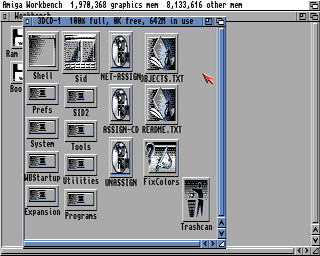 Amiga Workbench 1,970,368 graphics mem 8,133,616 other mem
Workbench
3DCD-1 100% full, 0K free, 642M in use
Ram
Boo
Shell
Sid
NET-ASSIGN
OBJECTS.TXT
Prefs
SID2
ASSIGN-CD
README.TXT
System
Tools
WBStartup
Utilities
UNASSIGN
FixColors
Expansion
Programs
Trashcan